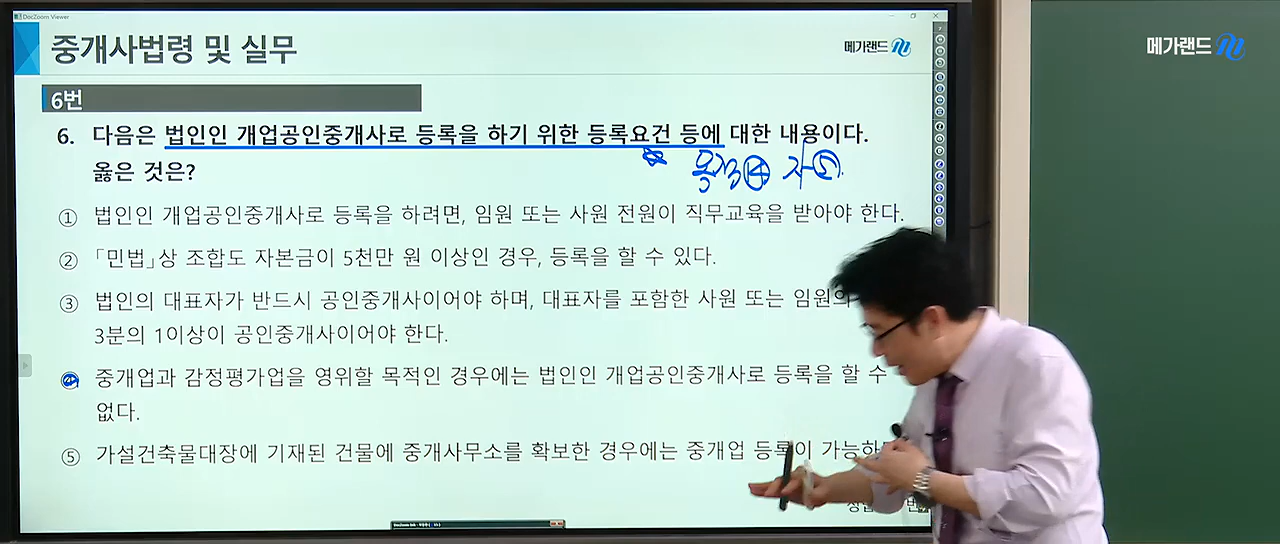 DocZoom Viewer
중개사법령 및 실무
메가랜드
메가랜드
6번
6. 다음은 법인인 개업공인중개사로 등록을 하기 위한 등록요건 등에 대한 내용이다.
옳은 것은?
① 법인인 개업공인중개사로 등록을 하려면, 임원 또는 사원 전원이 직무교육을 받아야 한다.
② 「민법」상 조합도 자본금이 5천만 원 이상인 경우, 등록을 할 수 있다.
③ 법인의 대표자가 반드시 공인중개사이어야 하며, 대표자를 포함한 사원 또는 임원의
3분의 1이상이 공인중개사이어야 한다.
④ 중개업과 감정평가업을 영위할 목적인 경우에는 법인인 개업공인중개사로 등록을 할 수
없다.
⑤ 가설건축물대장에 기재된 건물에 중개사무소를 확보한 경우에는 중개업 등록이 가능하